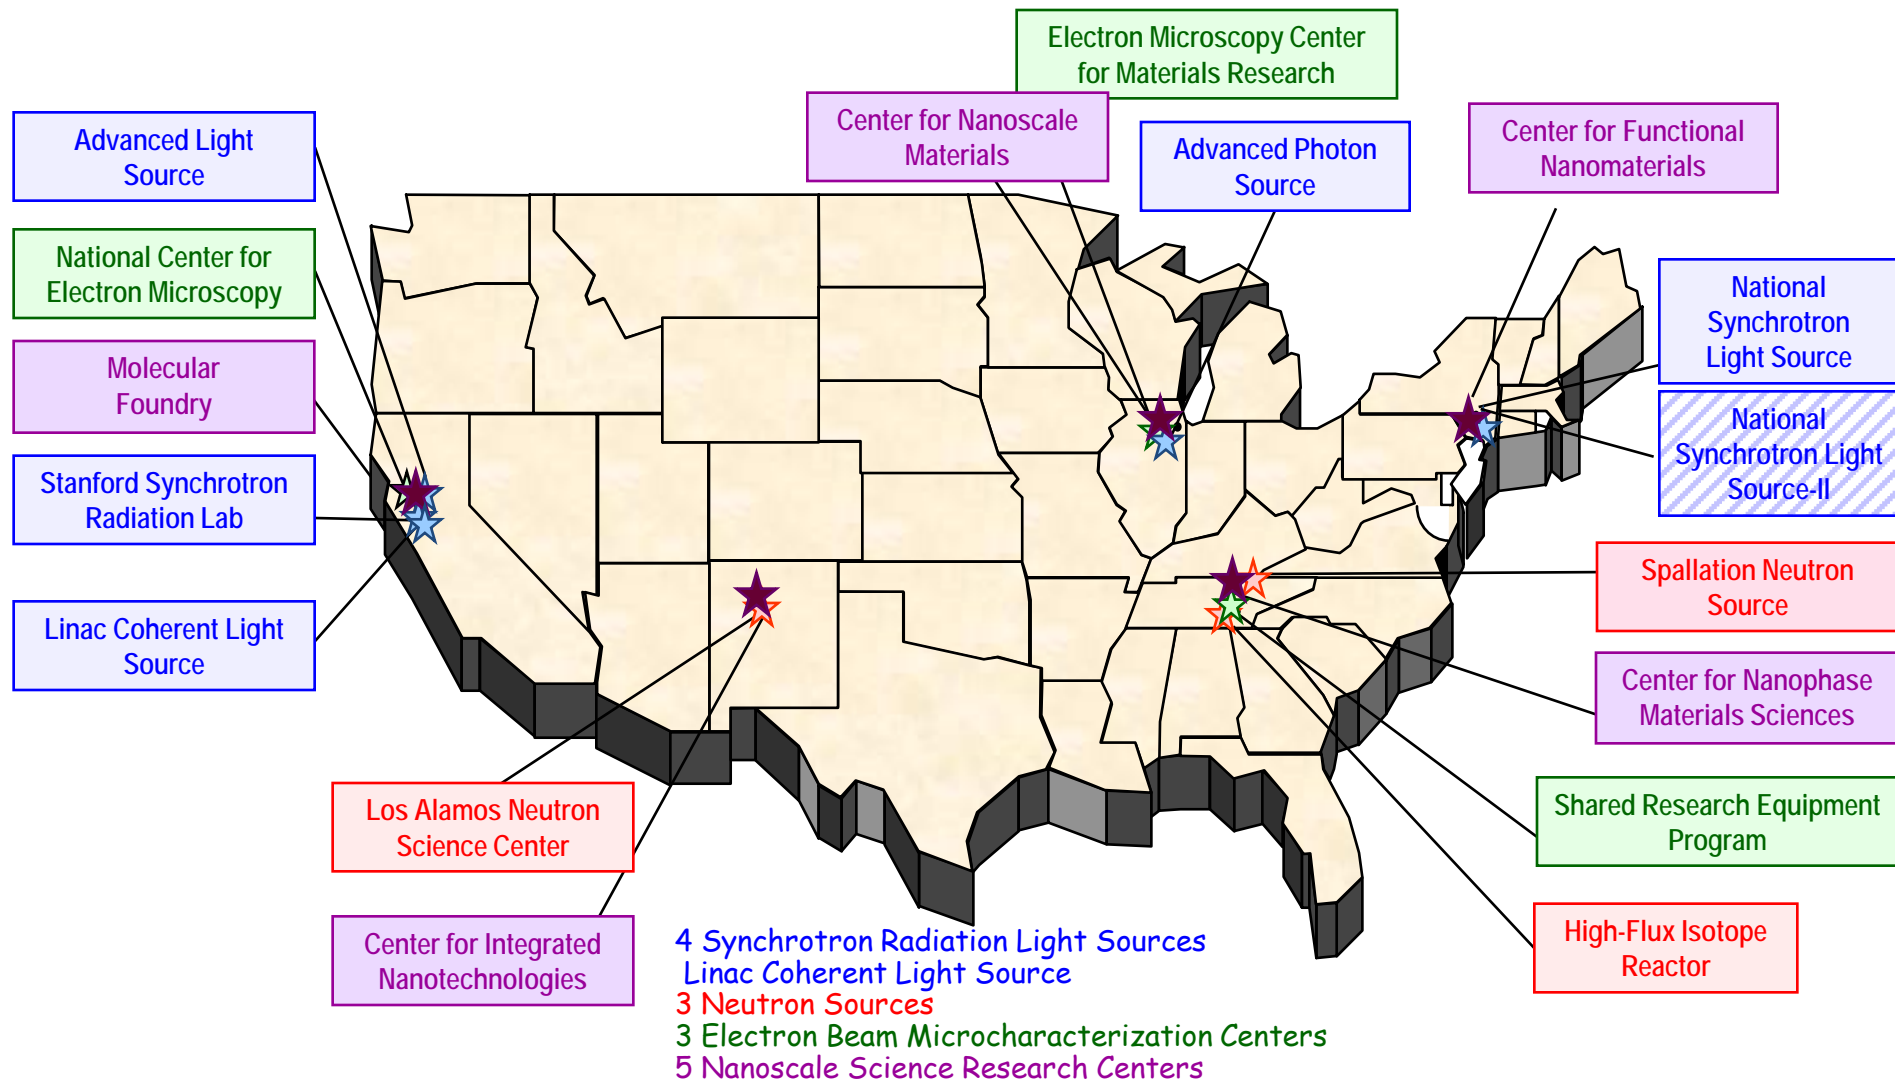 Electron Microscopy Center
for Materials Research
Center for Nanoscale
Materials
Advanced Photon
Source
Center for Functional
Nanomaterials
Advanced Light
Source
National Center for
Electron Microscopy
Molecular
Foundry
Stanford Synchrotron
Radiation Lab
Linac Coherent Light
Source
National
Synchrotron
Light Source
National
Synchrotron Light
Source-II
Spallation Neutron
Source
Center for Nanophase
Materials Sciences
Shared Research Equipment
Program
High-Flux Isotope
Reactor
Los Alamos Neutron
Science Center
Center for Integrated
Nanotechnologies
4 Synchrotron Radiation Light Sources
Linac Coherent Light Source
3 Neutron Sources
3 Electron Beam Microcharacterization Centers
5 Nanoscale Science Research Centers